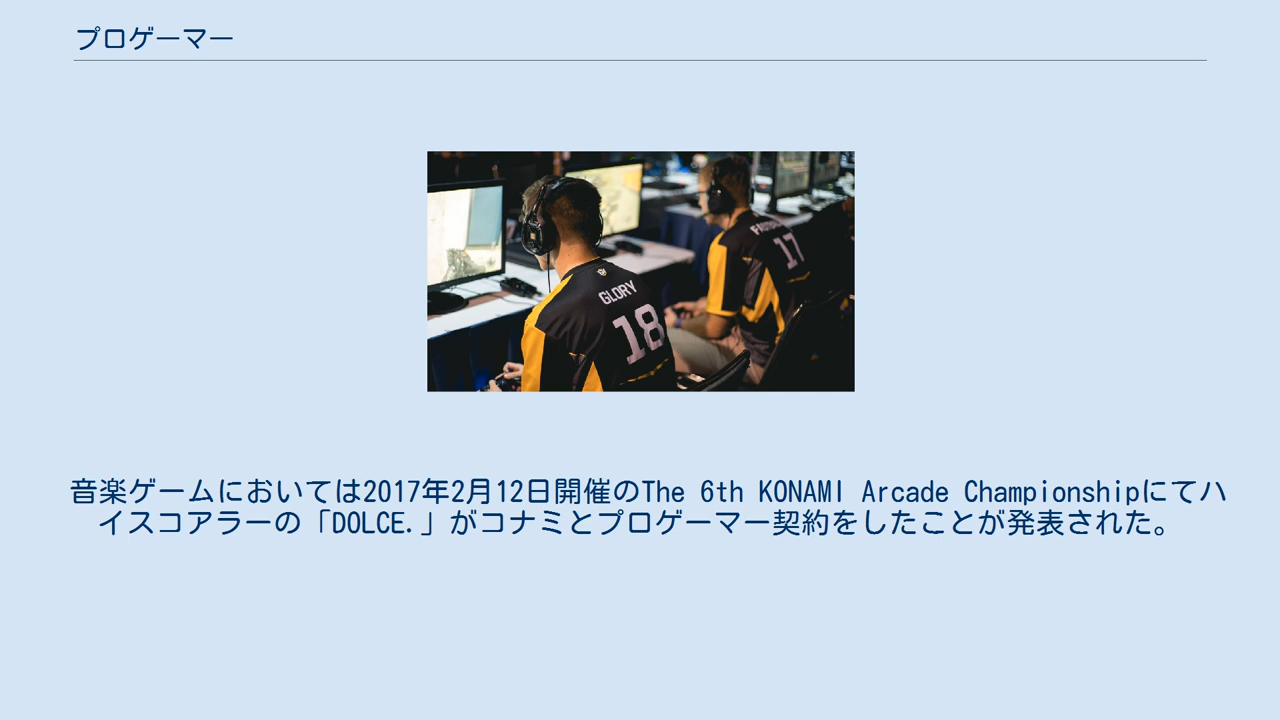 プロゲーマー
GLORY
18
17
音楽ゲームにおいては2017年2月12日開催のThe 6th KONAMI Arcade Championshipにてハ
イスコアラーの「DOLCE.」がコナミとプロゲーマー契約をしたことが発表された。